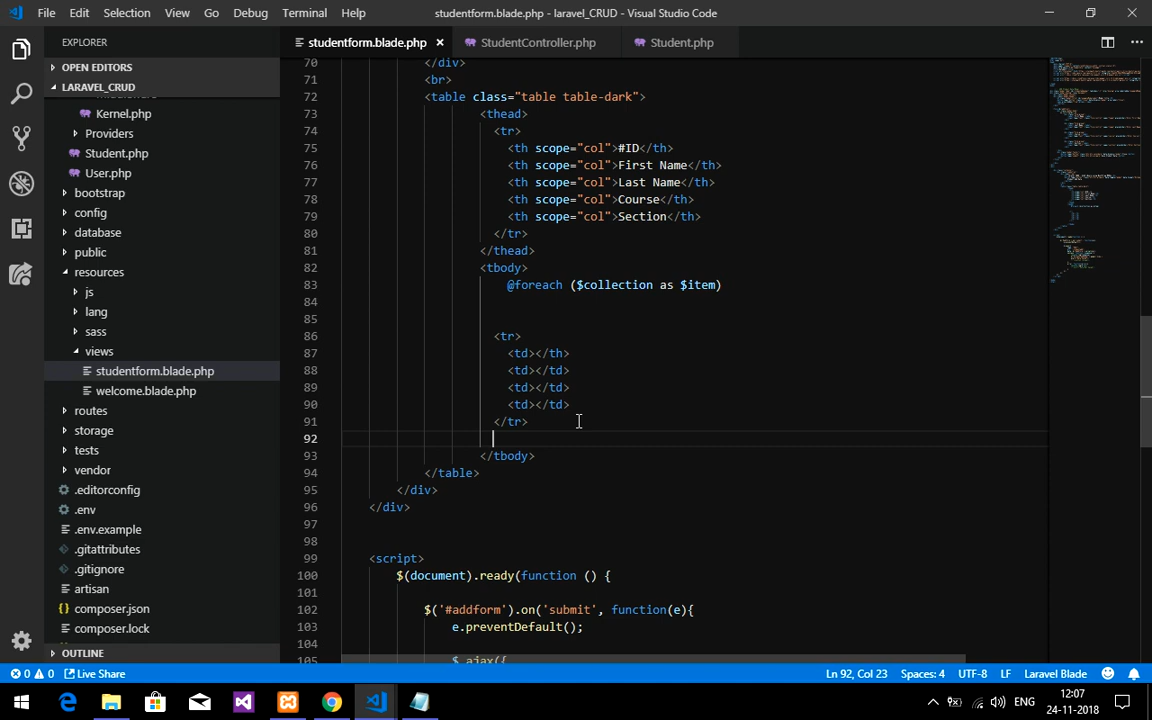 File Edit Selection View Go Debug Terminal Help
studentform.blade.php - laravel_CRUD - Visual Studio Code
EXPLORER
studentform.blade.php
StudentController.php
Student.php
OPEN EDITORS
LARAVEL_CRUD
Kernel.php
Providers
Student.php
User.php
bootstrap
config
database
public
resources
js
lang
sass
views
studentform.blade.php
welcome.blade.php
routes
storage
tests
vendor
.editorconfig
.env
.env.example
.gitattributes
.gitignore
artisan
composer.json
composer.lock
OUTLINE
70 </div>
71 <br>
72 <table class="table table-dark">
73 <thead>
74 <tr>
75 <th scope="col">#ID</th>
76 <th scope="col">First Name</th>
77 <th scope="col">Last Name</th>
78 <th scope="col">Course</th>
79 <th scope="col">Section</th>
80 </tr>
81 </thead>
82 <tbody>
83 @foreach ($collection as $item)
84
85
86 <tr>
87 <td></th>
88 <td></td>
89 <td></td>
90 <td></td>
91 </tr>
92
93 </tbody>
94 </table>
95 </div>
96 </div>
97
98
99 <script>
100 $(document).ready(function () {
101
102 $('#addform').on('submit', function(e){
103 e.preventDefault();
104
105 $.ajax({
0 0 Live Share
Ln 92, Col 23 Spaces: 4 UTF-8 LF Laravel Blade
ENG
12:07
24-11-2018